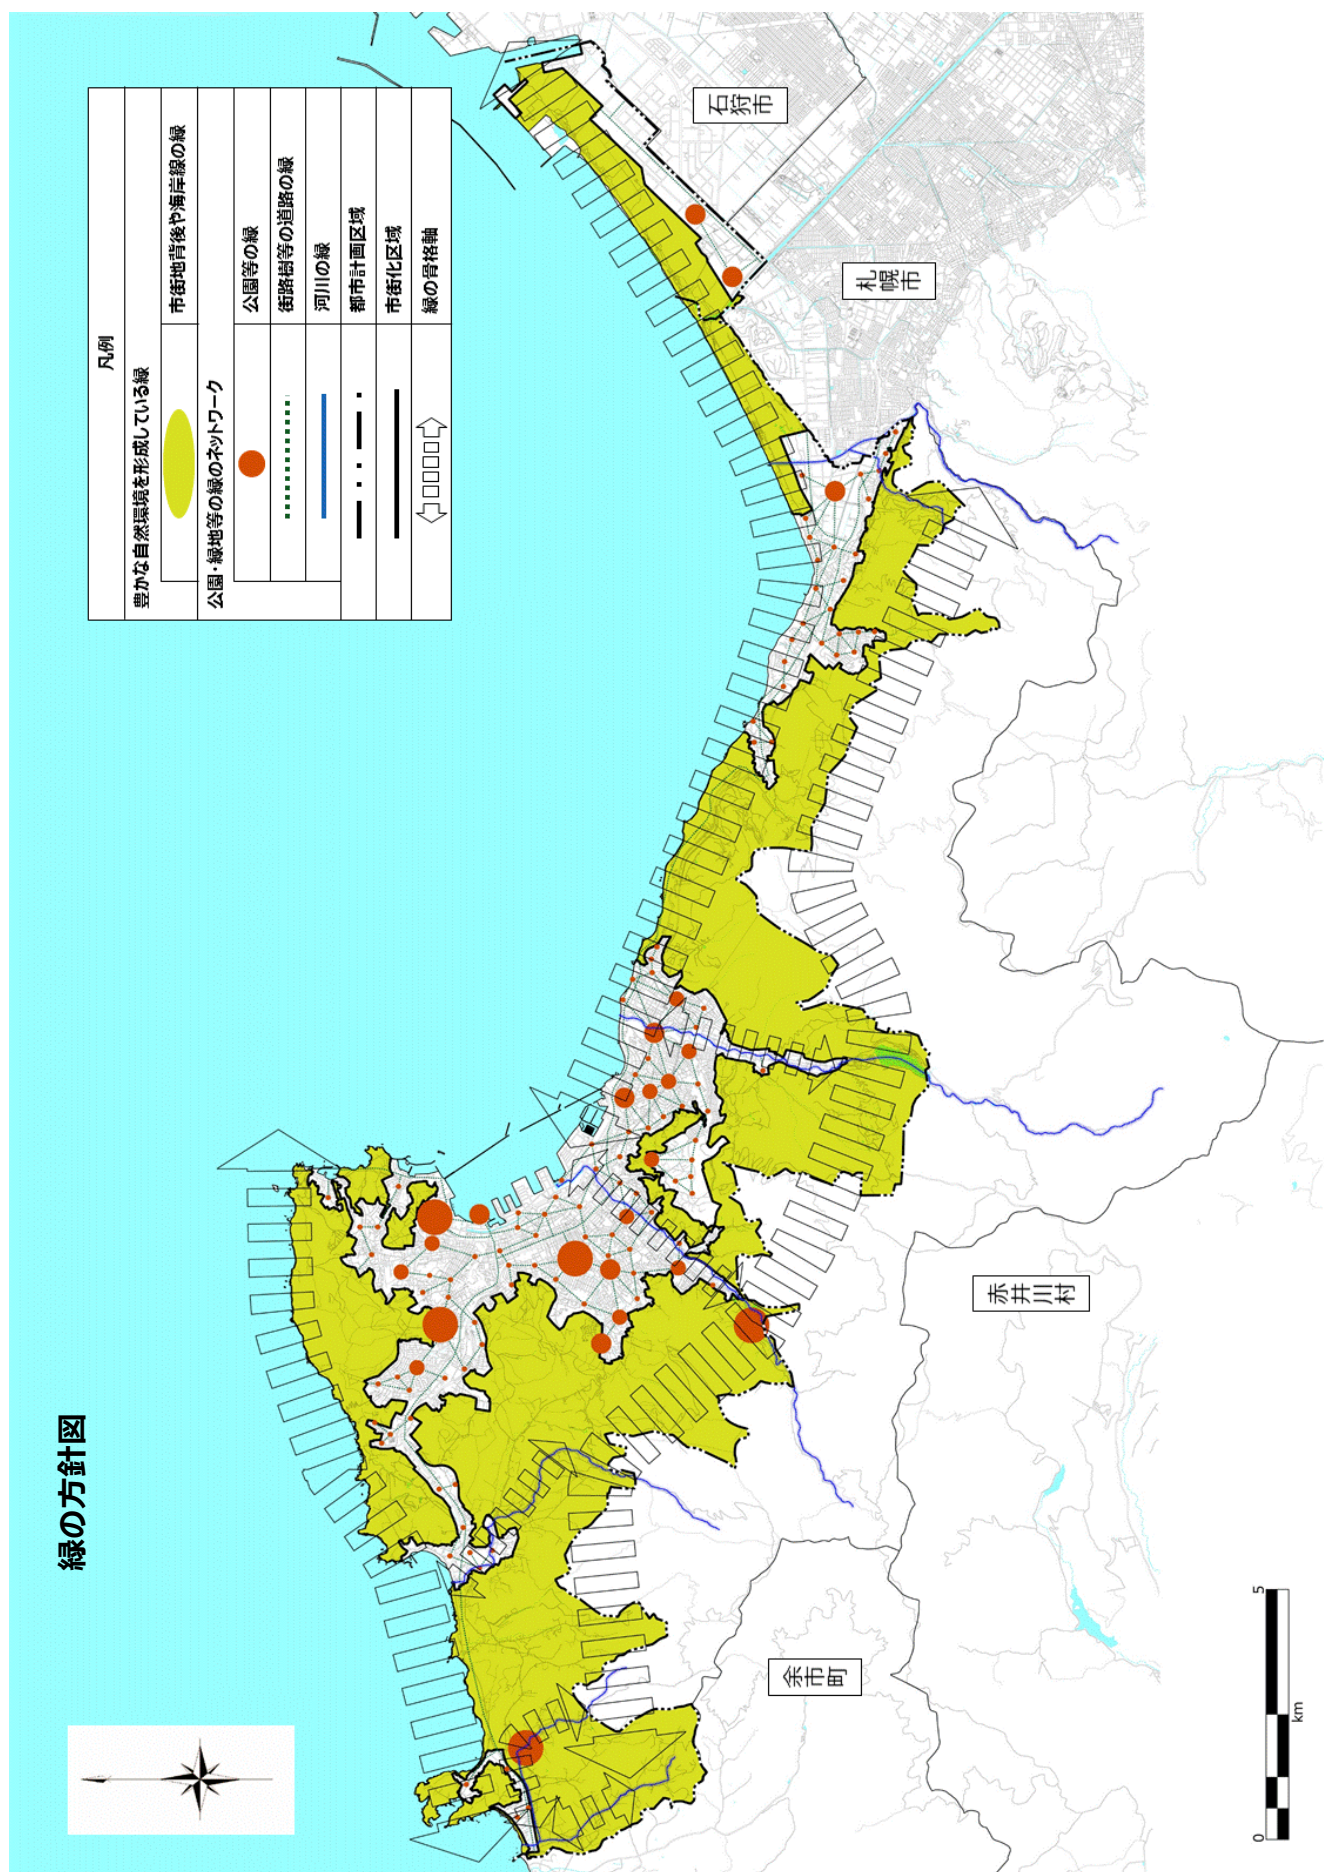 緑の方針図
凡例
豊かな自然環境を形成している緑
市街地背後や海岸線の緑
公園・緑地等の緑のネットワーク
公園等の緑
街路樹等の道路の緑
河川の緑
都市計画区域
市街化区域
緑の骨格軸
石狩市
札幌市
赤井川村
余市町
0
5
km